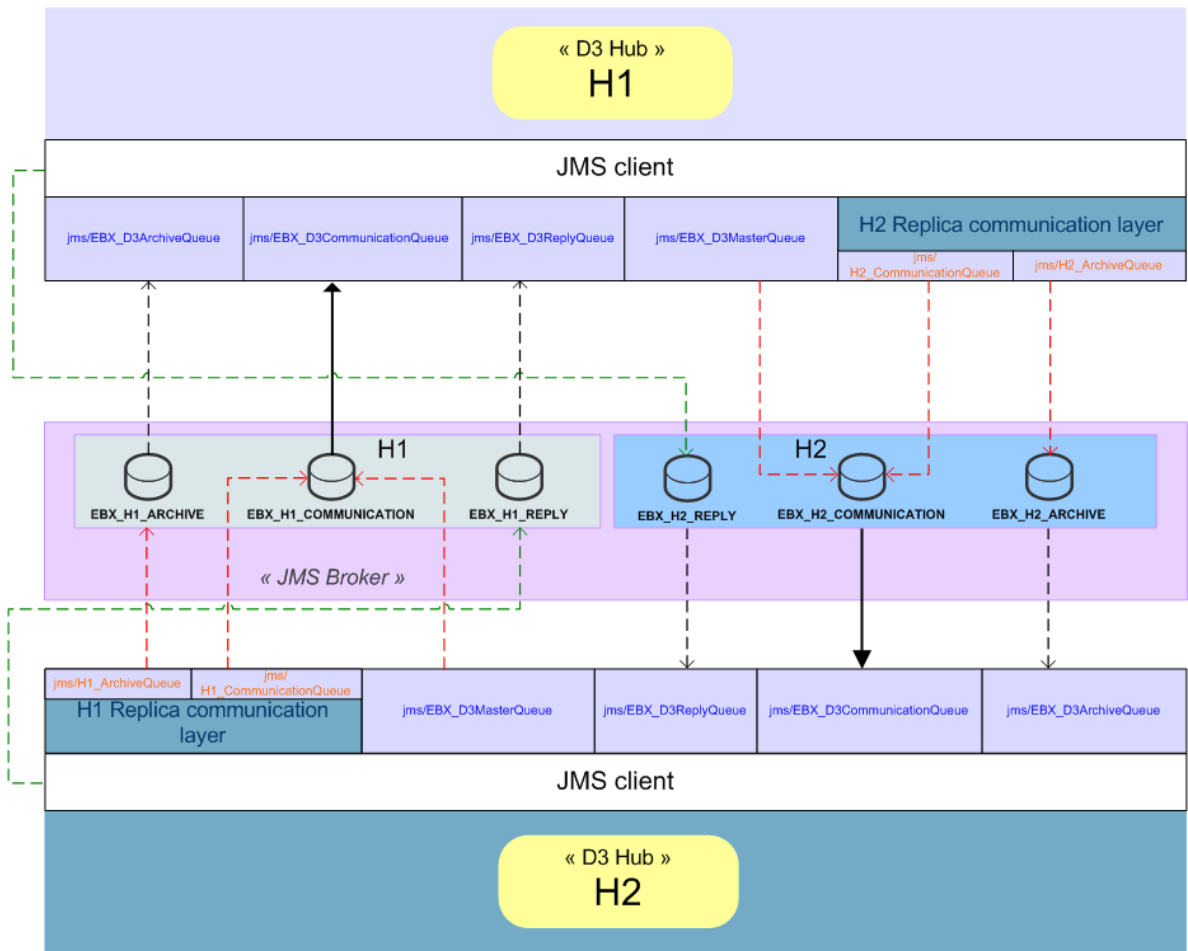 « D3 Hub »
H1
JMS client
jms/EBX_D3ArchiveQueue
jms/EBX_D3CommunicationQueue
jms/EBX_D3ReplyQueue
jms/EBX_D3MasterQueue
H2 Replica communication layer
jms/
H2_CommunicationQueue
jms/H2_ArchiveQueue
H1
EBX_H1_ARCHIVE
EBX_H1_COMMUNICATION
EBX_H1_REPLY
H2
EBX_H2_REPLY
EBX_H2_COMMUNICATION
EBX_H2_ARCHIVE
« JMS Broker »
jms/H1_ArchiveQueue
jms/
H1_CommunicationQueue
H1 Replica communication
layer
jms/EBX_D3MasterQueue
jms/EBX_D3ReplyQueue
jms/EBX_D3CommunicationQueue
jms/EBX_D3ArchiveQueue
JMS client
« D3 Hub »
H2